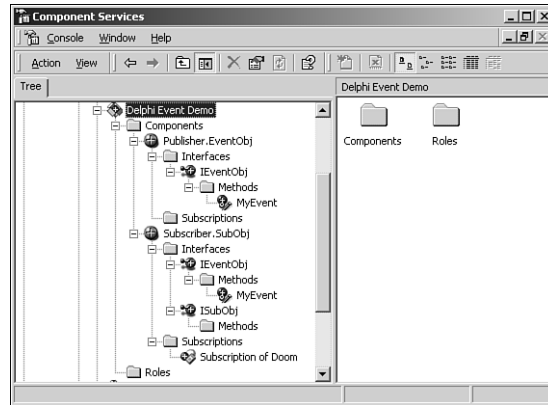 Component Services
Console Window Help
Action View
Tree
Delphi Event Demo
Delphi Event Demo
Components
Publisher.EventObj
Interfaces
IEventObj
Methods
MyEvent
Subscriptions
Subscriber.SubObj
Interfaces
IEventObj
Methods
MyEvent
ISubObj
Methods
Subscriptions
Subscription of Doom
Roles
Components
Roles